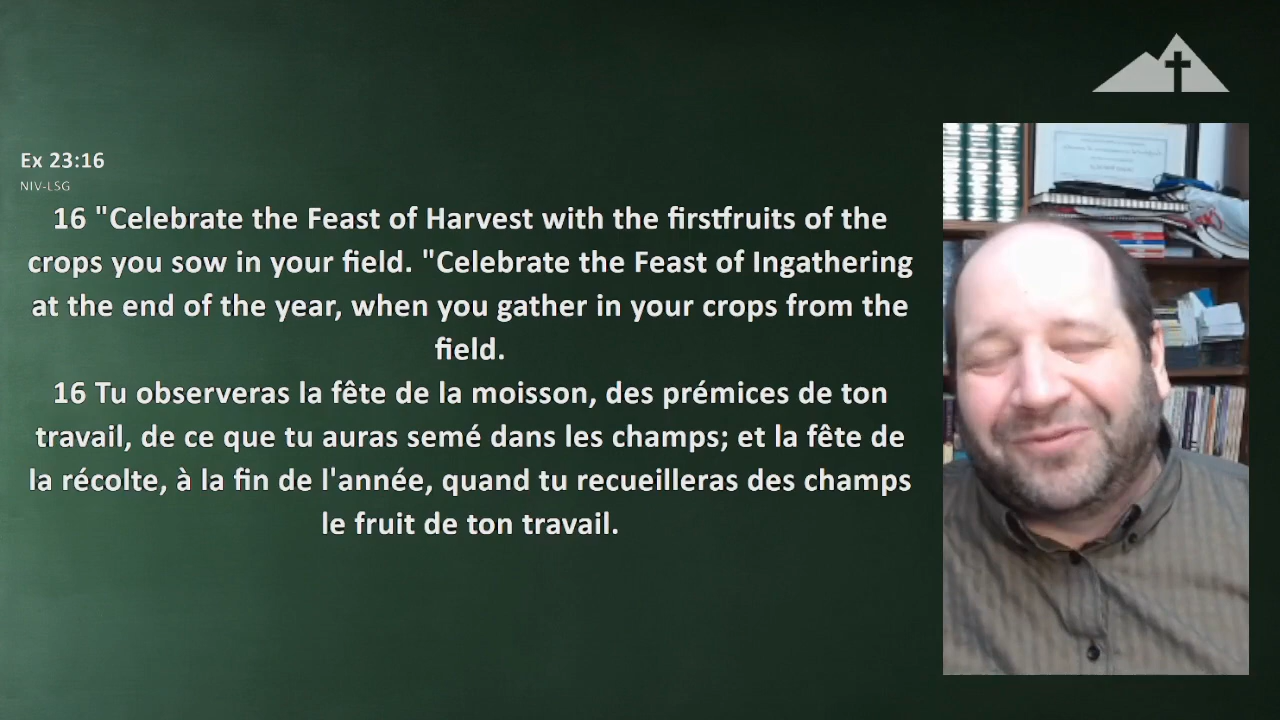 Ex 23:16
NIV-LSG
16 "Celebrate the Feast of Harvest with the firstfruits of the
crops you sow in your field. "Celebrate the Feast of Ingathering
at the end of the year, when you gather in your crops from the
field.
16 Tu observeras la fête de la moisson, des prémices de ton
travail, de ce que tu auras semé dans les champs; et la fête de
la récolte, à la fin de l'année, quand tu recueilleras des champs
le fruit de ton travail.